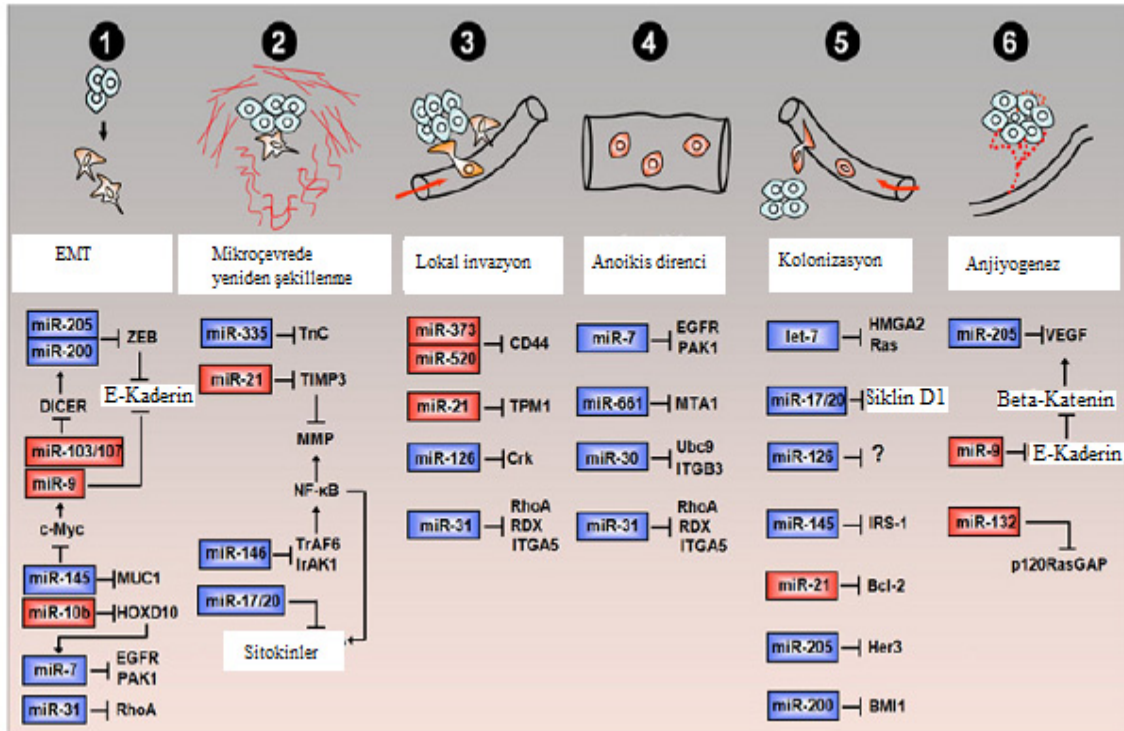 1
2
3
4
5
6
EMT
Mikroçevrede
yeniden şekillenme
Lokal invazyon
Anoikis direnci
Kolonizasyon
Anjiyogenez
miR-205
miR-200
ZEB
E-Kaderin
DICER
miR-103/107
miR-9
c-Myc
miR-145
MUC1
miR-10b
HOXD10
miR-7
EGFR
PAK1
miR-31
RhoA
miR-335
TnC
miR-21
TIMP3
MMP
NF-κB
miR-146
TrAF6
IrAK1
miR-17/20
Sitokinler
miR-373
miR-520
CD44
miR-21
TPM1
miR-126
Crk
miR-31
RhoA
RDX
ITGA5
miR-7
EGFR
PAK1
miR-661
MTA1
miR-30
Ubc9
ITGB3
miR-31
RhoA
RDX
ITGA5
let-7
HMGA2
Ras
miR-17/20
Siklin D1
miR-126
?
miR-145
IRS-1
miR-21
Bcl-2
miR-205
Her3
miR-200
BMI1
miR-205
VEGF
Beta-Katenin
miR-9
E-Kaderin
miR-132
p120RasGAP